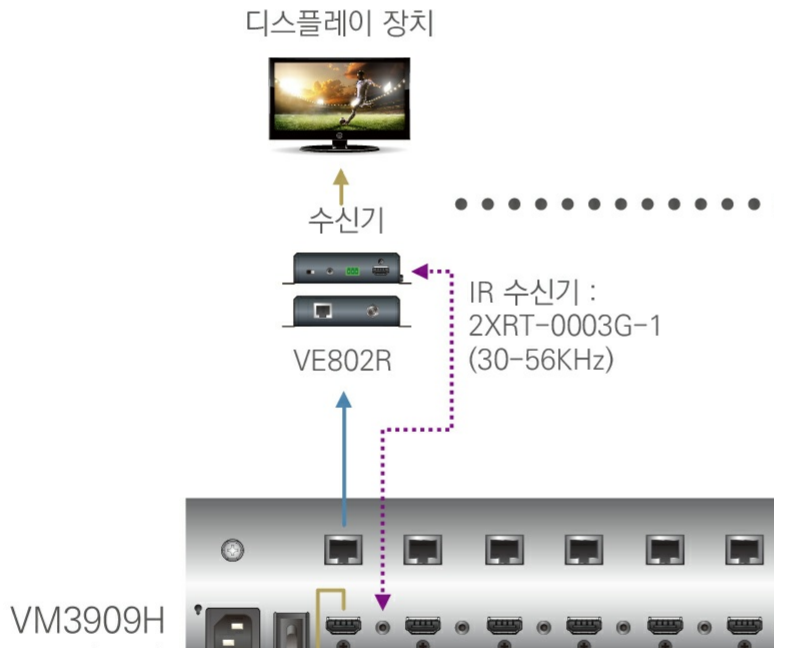 디스플레이 장치
수신기
IR 수신기 :
2XRT-0003G-1
(30-56KHz)
VE802R
VM3909H